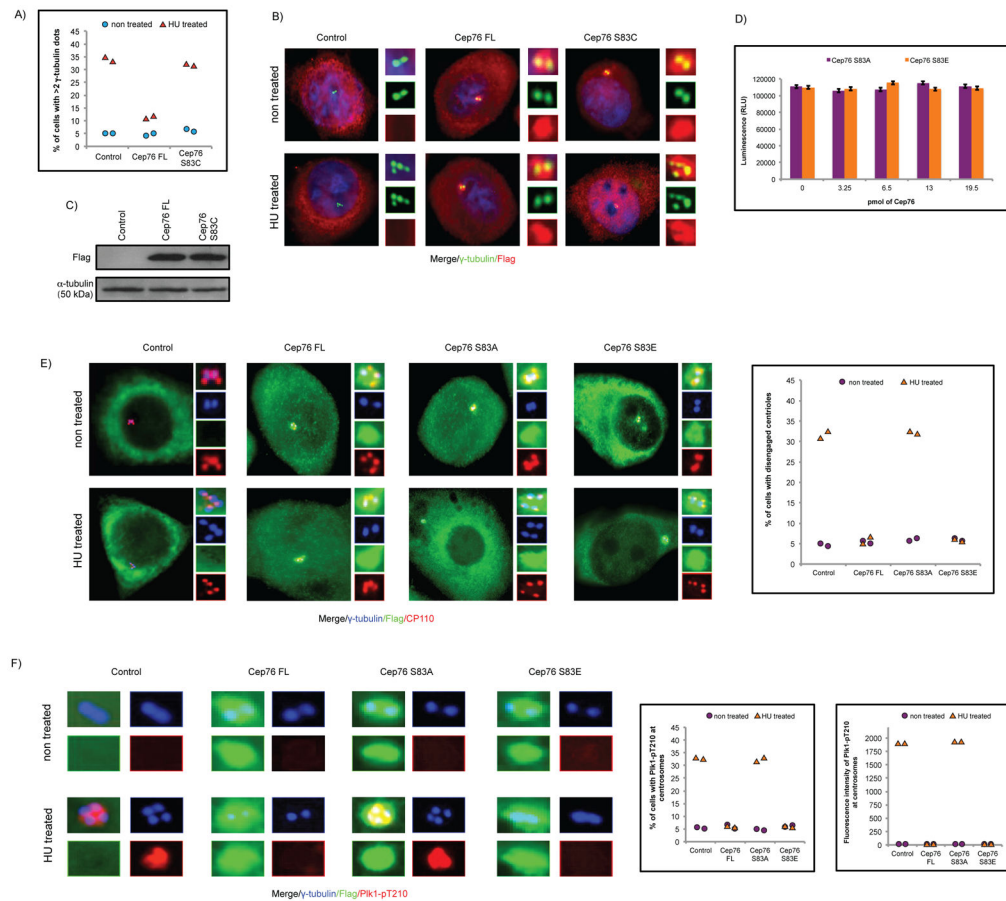 A)
non treated HU treated
% of cells with >2 γ-tubulin dots
40
35
30
25
20
15
10
5
0
Control Cep76 FL Cep76 S83C
B)
Control Cep76 FL Cep76 S83C
non treated
HU treated
Merge/γ-tubulin/Flag
C)
Control Cep76 FL Cep76 S83C
Flag
α-tubulin
(50 kDa)
D)
Cep76 S83A Cep76 S83E
Luminescence (RLU)
120000
100000
80000
60000
40000
20000
0
0 3.25 6.5 13 19.5
pmol of Cep76
E)
Control Cep76 FL Cep76 S83A Cep76 S83E
non treated
HU treated
Merge/γ-tubulin/Flag/CP110
non treated HU treated
% of cells with disengaged centrioles
45
40
35
30
25
20
15
10
5
0
Control Cep76 FL Cep76 S83A Cep76 S83E
F)
Control Cep76 FL Cep76 S83A Cep76 S83E
non treated
HU treated
Merge/γ-tubulin/Flag/Plk1-pT210
non treated HU treated
% of cells with Plk1-pT210 at
centrosomes
45
40
35
30
25
20
15
10
5
0
Control Cep76 FL Cep76 S83A Cep76 S83E
non treated HU treated
Fluorescence intensity of Plk1-pT210
at centrosomes
2000
1750
1500
1250
1000
750
500
250
0
Control Cep76 FL Cep76 S83A Cep76 S83E